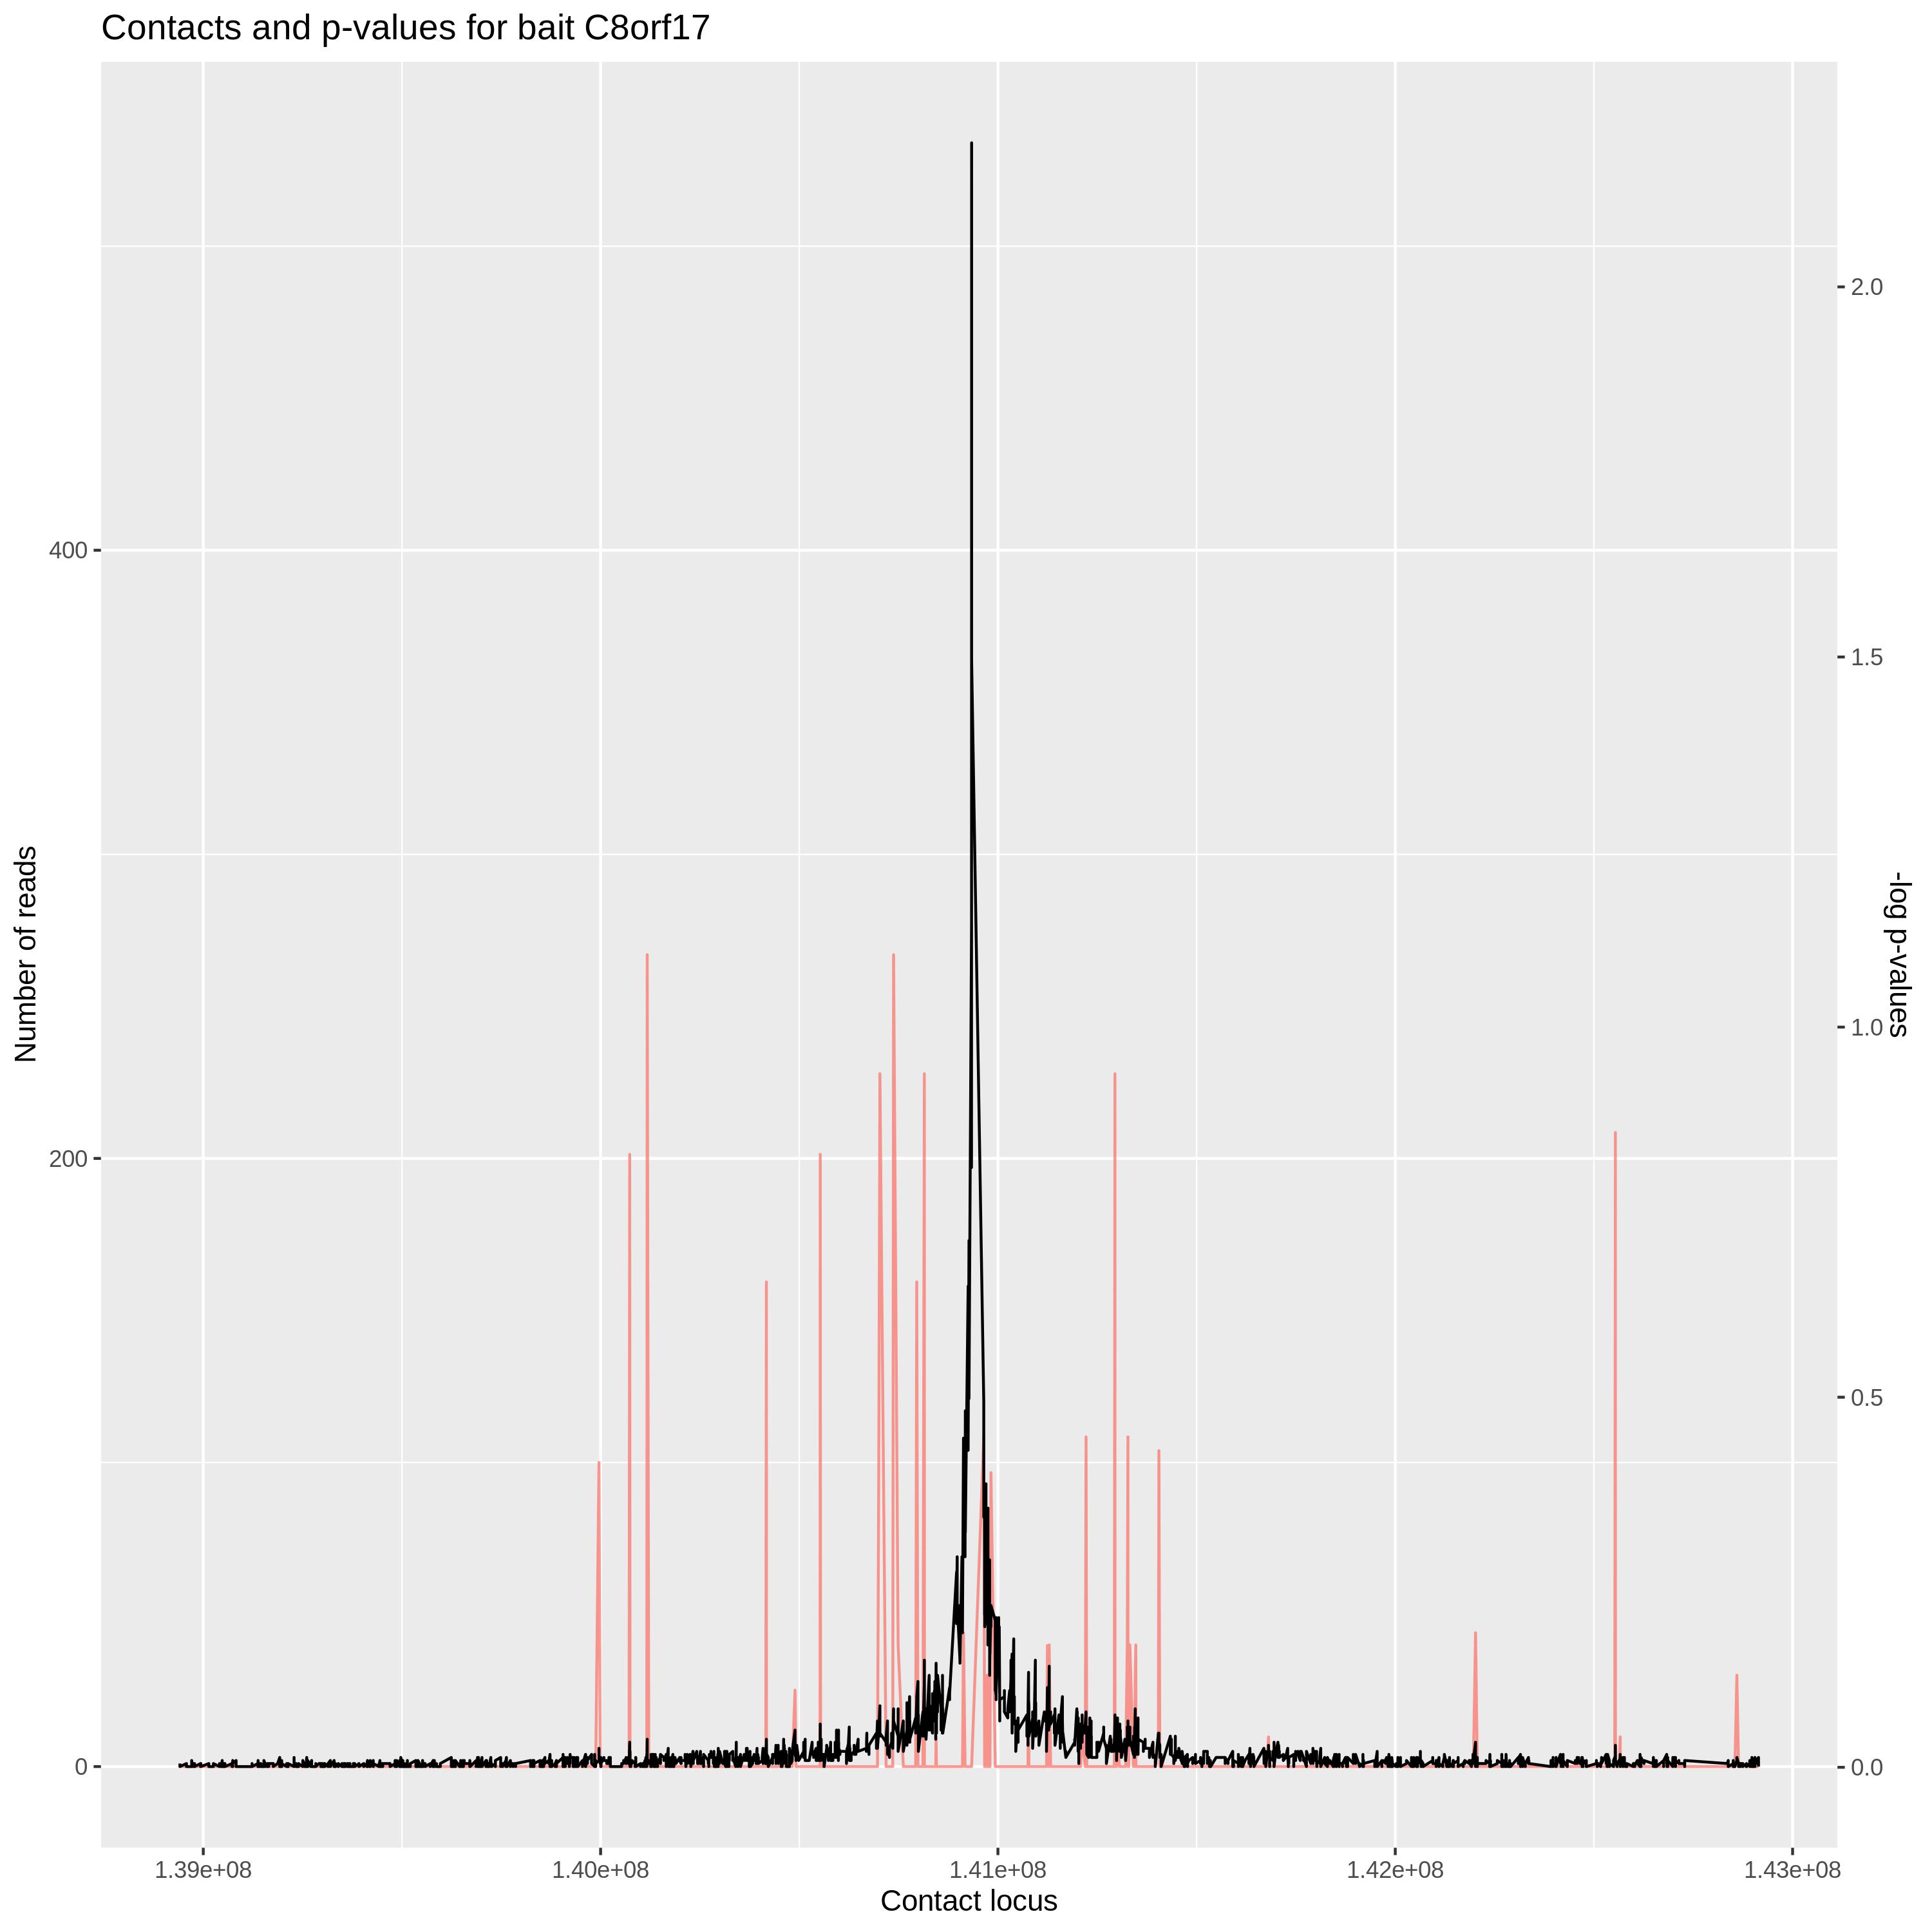 Contacts and p-values for bait C8orf17
Number of reads
400
200
0
2.0
1.5
1.0
0.5
0.0
-log p-values
1.39e+08
1.40e+08
1.41e+08
1.42e+08
1.43e+08
Contact locus